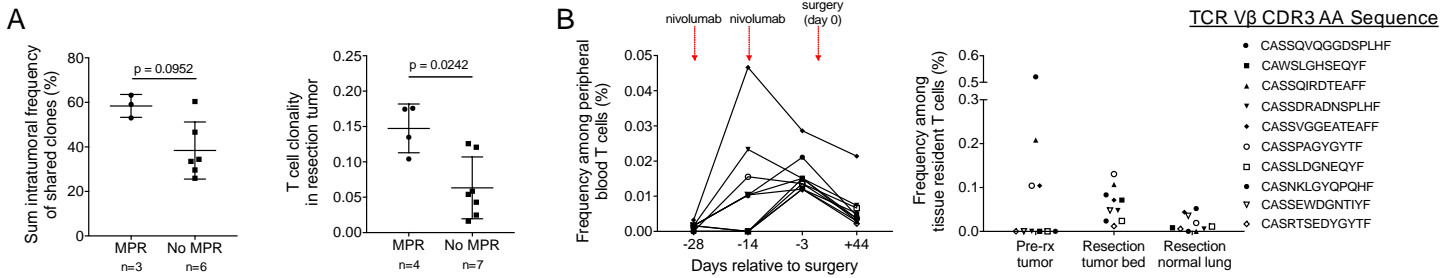 A
Sum intratumoral frequency
of shared clones (%)
80
60
40
20
0
p = 0.0952
MPR
No MPR
n=3
n=6
T cell clonality
in resection tumor
0.25
0.20
0.15
0.10
0.05
0.00
p = 0.0242
MPR
No MPR
n=4
n=7
B
nivolumab
nivolumab
surgery
(day 0)
Frequency among peripheral
blood T cells (%)
0.05
0.04
0.03
0.02
0.01
0.00
-28
-14
-3
+44
Days relative to surgery
Frequency among
tissue resident T cells (%)
0.6
0.5
0.3
0.2
0.1
0.0
Pre-rx
tumor
Resection
tumor bed
Resection
normal lung
TCR Vβ CDR3 AA Sequence
CASSQVQGGDSPLHF
CAWSLGHSEQYF
CASSQIRDTEAFF
CASSDRADNSPLHF
CASSVGGEATEAFF
CASSPAGYGYTF
CASSLDGNEQYF
CASNKLGYQPQHF
CASSEWDGNTIYF
CASRTSEDYGYTF